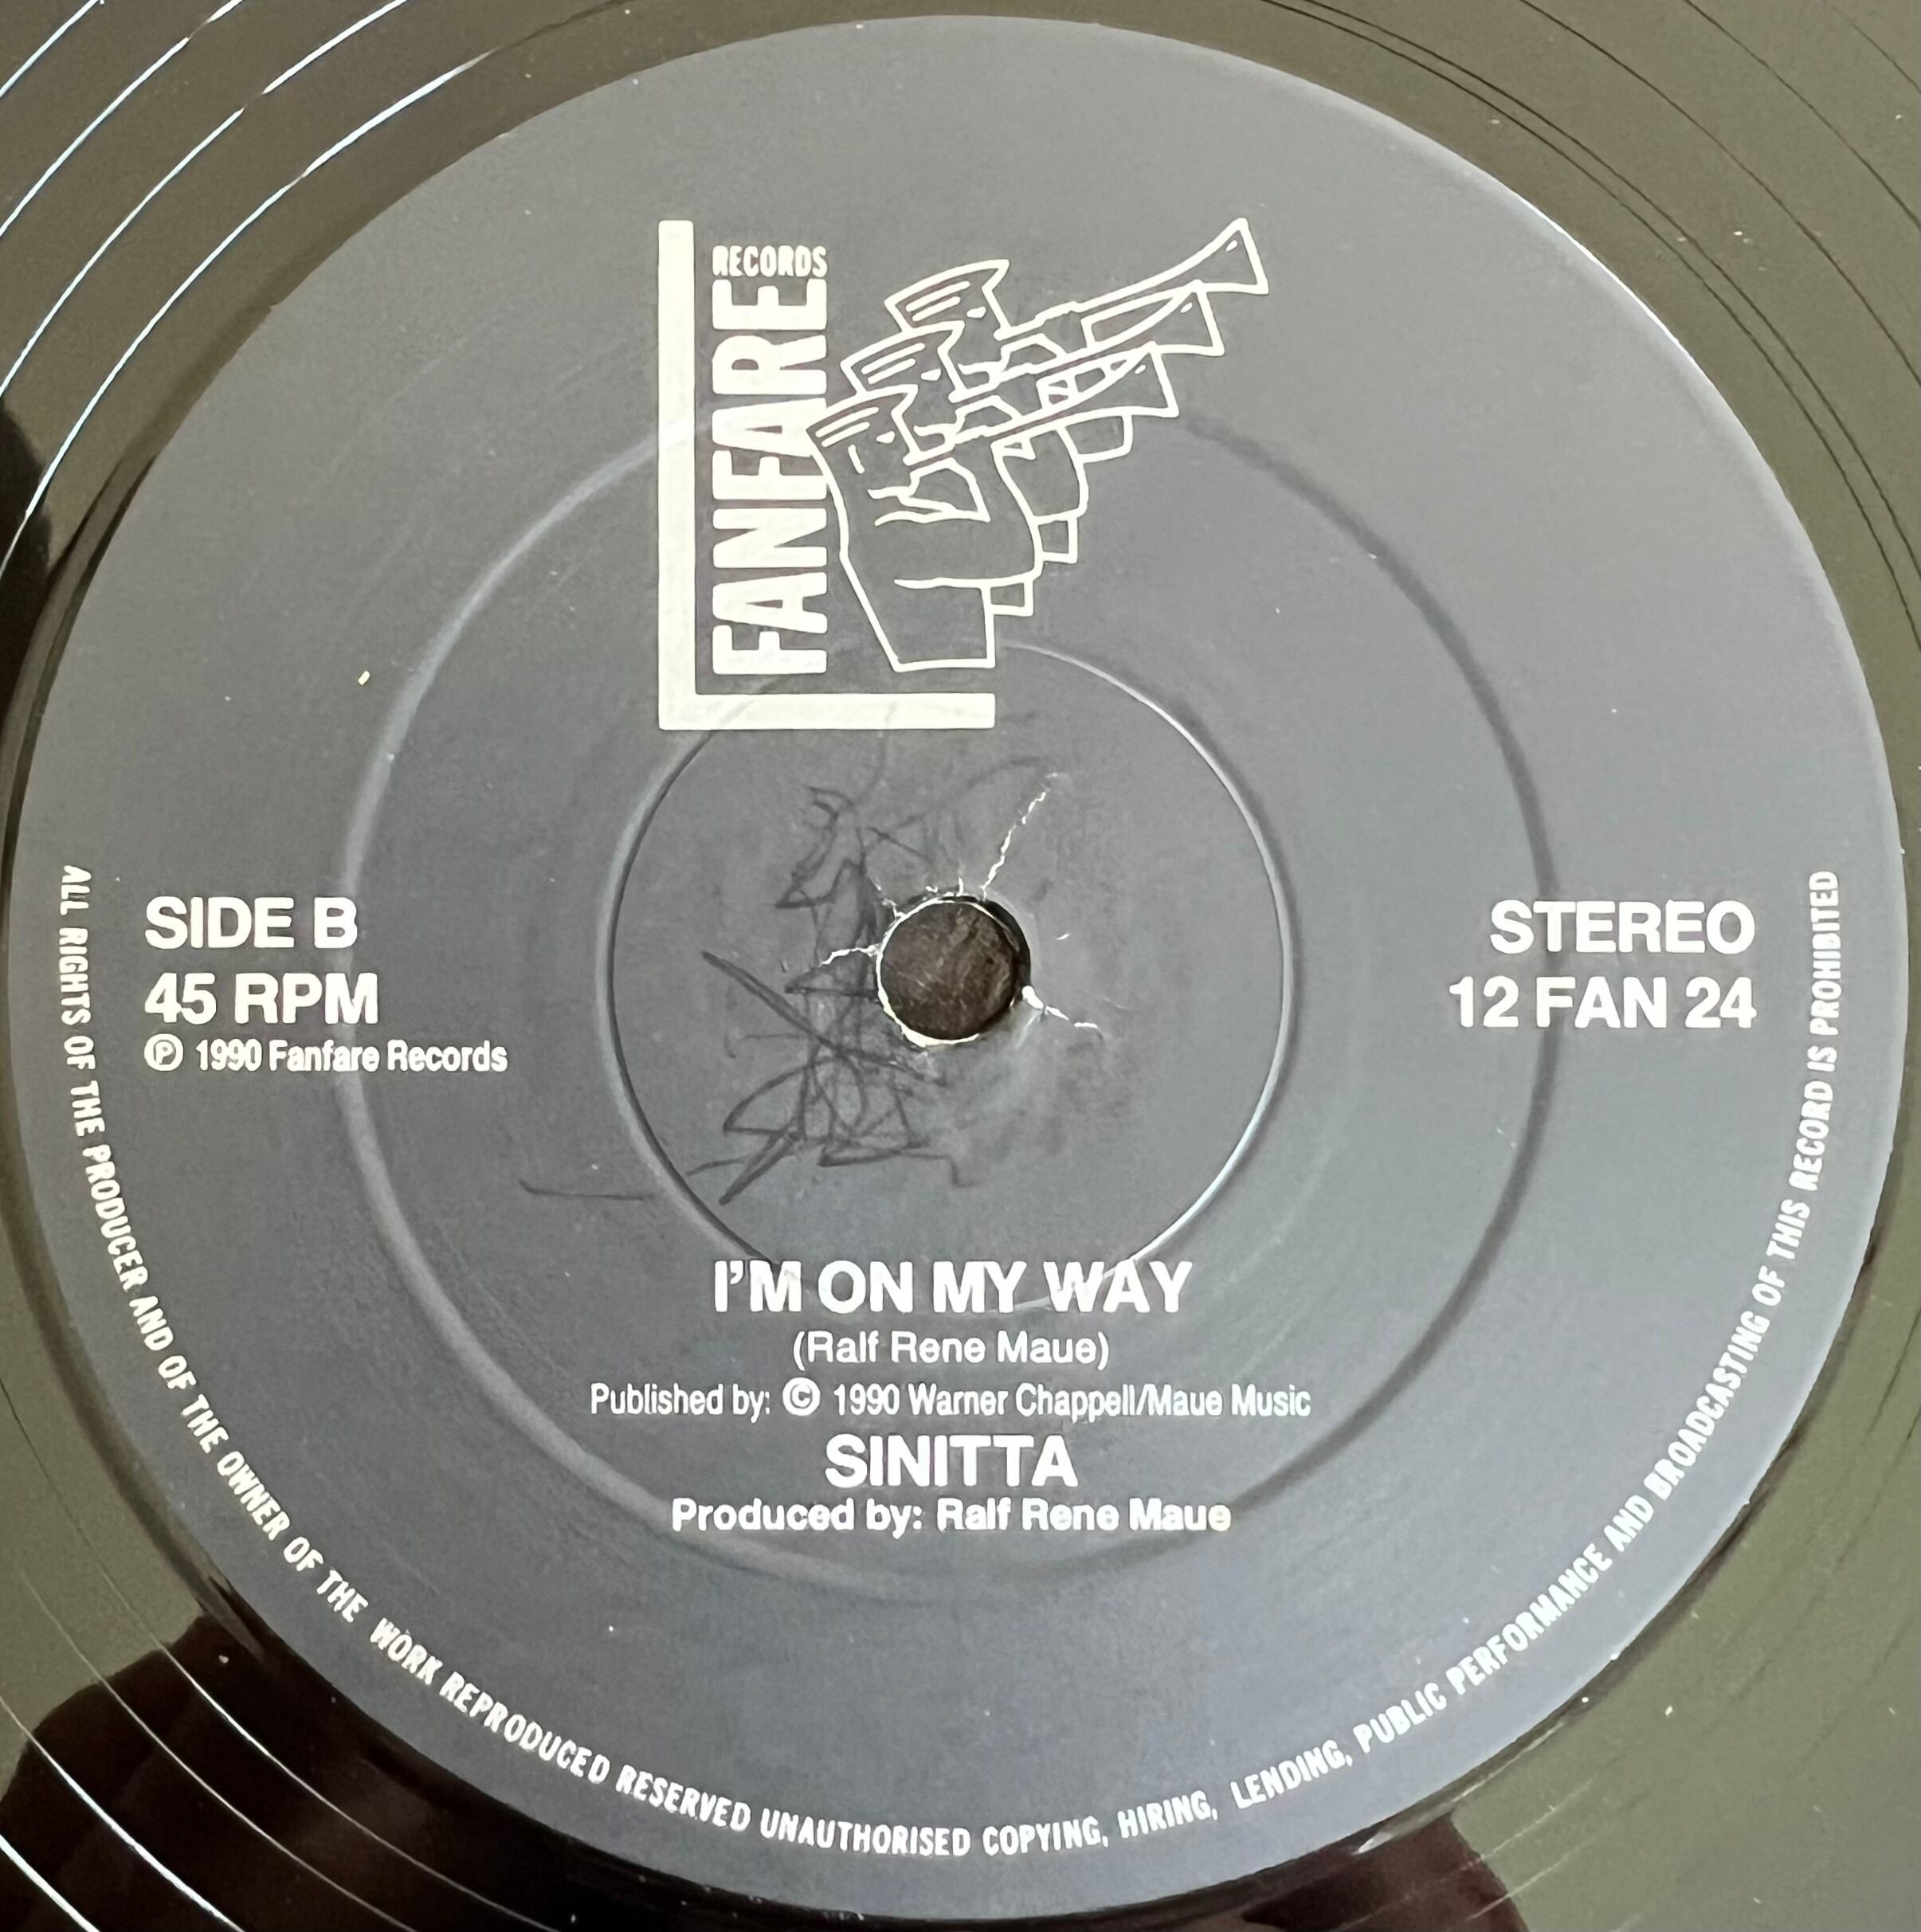 FANFARE
RECORDS
SIDE B
45 RPM
℗ 1990 Fanfare Records
STEREO
12 FAN 24
I'M ON MY WAY
(Ralf Rene Maue)
Published by: © 1990 Warner Chappell/Maue Music
SINITTA
Produced by: Ralf Rene Maue
ALL RIGHTS OF THE PRODUCER AND OF THE OWNER OF THE WORK REPRODUCED RESERVED UNAUTHORISED COPYING, HIRING, LENDING, PUBLIC PERFORMANCE AND BROADCASTING OF THIS RECORD IS PROHIBITED